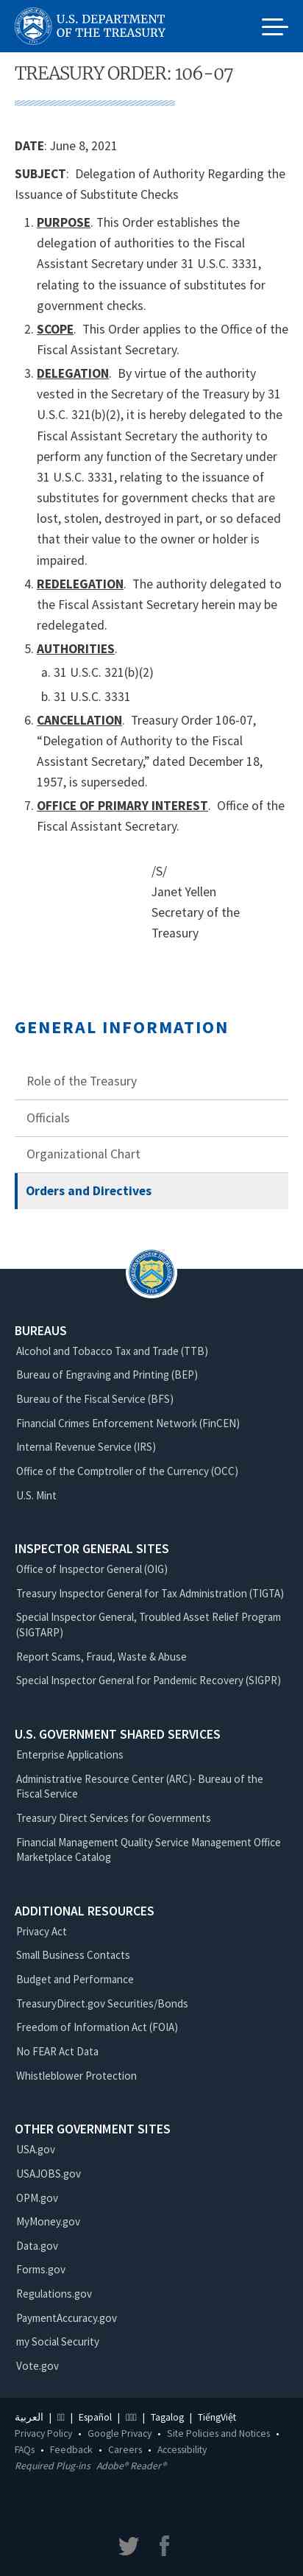 U.S. DEPARTMENT
OF THE TREASURY
TREASURY ORDER: 106-07
DATE: June 8, 2021
SUBJECT:  Delegation of Authority Regarding the
Issuance of Substitute Checks
1. PURPOSE. This Order establishes the
delegation of authorities to the Fiscal
Assistant Secretary under 31 U.S.C. 3331,
relating to the issuance of substitutes for
government checks.
2. SCOPE.  This Order applies to the Office of the
Fiscal Assistant Secretary.
3. DELEGATION.  By virtue of the authority
vested in the Secretary of the Treasury by 31
U.S.C. 321(b)(2), it is hereby delegated to the
Fiscal Assistant Secretary the authority to
perform any function of the Secretary under
31 U.S.C. 3331, relating to the issuance of
substitutes for government checks that are
lost, stolen, destroyed in part, or so defaced
that their value to the owner or holder is
impaired.
4. REDELEGATION.  The authority delegated to
the Fiscal Assistant Secretary herein may be
redelegated.
5. AUTHORITIES.
a. 31 U.S.C. 321(b)(2)
b. 31 U.S.C. 3331
6. CANCELLATION.  Treasury Order 106-07,
“Delegation of Authority to the Fiscal
Assistant Secretary,” dated December 18,
1957, is superseded.
7. OFFICE OF PRIMARY INTEREST.  Office of the
Fiscal Assistant Secretary.
/S/
Janet Yellen
Secretary of the
Treasury
GENERAL INFORMATION
Role of the Treasury
Officials
Organizational Chart
Orders and Directives
BUREAUS
Alcohol and Tobacco Tax and Trade (TTB)
Bureau of Engraving and Printing (BEP)
Bureau of the Fiscal Service (BFS)
Financial Crimes Enforcement Network (FinCEN)
Internal Revenue Service (IRS)
Office of the Comptroller of the Currency (OCC)
U.S. Mint
INSPECTOR GENERAL SITES
Office of Inspector General (OIG)
Treasury Inspector General for Tax Administration (TIGTA)
Special Inspector General, Troubled Asset Relief Program
(SIGTARP)
Report Scams, Fraud, Waste & Abuse
Special Inspector General for Pandemic Recovery (SIGPR)
U.S. GOVERNMENT SHARED SERVICES
Enterprise Applications
Administrative Resource Center (ARC)- Bureau of the
Fiscal Service
Treasury Direct Services for Governments
Financial Management Quality Service Management Office
Marketplace Catalog
ADDITIONAL RESOURCES
Privacy Act
Small Business Contacts
Budget and Performance
TreasuryDirect.gov Securities/Bonds
Freedom of Information Act (FOIA)
No FEAR Act Data
Whistleblower Protection
OTHER GOVERNMENT SITES
USA.gov
USAJOBS.gov
OPM.gov
MyMoney.gov
Data.gov
Forms.gov
Regulations.gov
PaymentAccuracy.gov
my Social Security
Vote.gov
العربية | | Español | | Tagalog | TiếngViệt
Privacy Policy • Google Privacy • Site Policies and Notices •
FAQs • Feedback • Careers • Accessibility
Required Plug-ins Adobe® Reader®